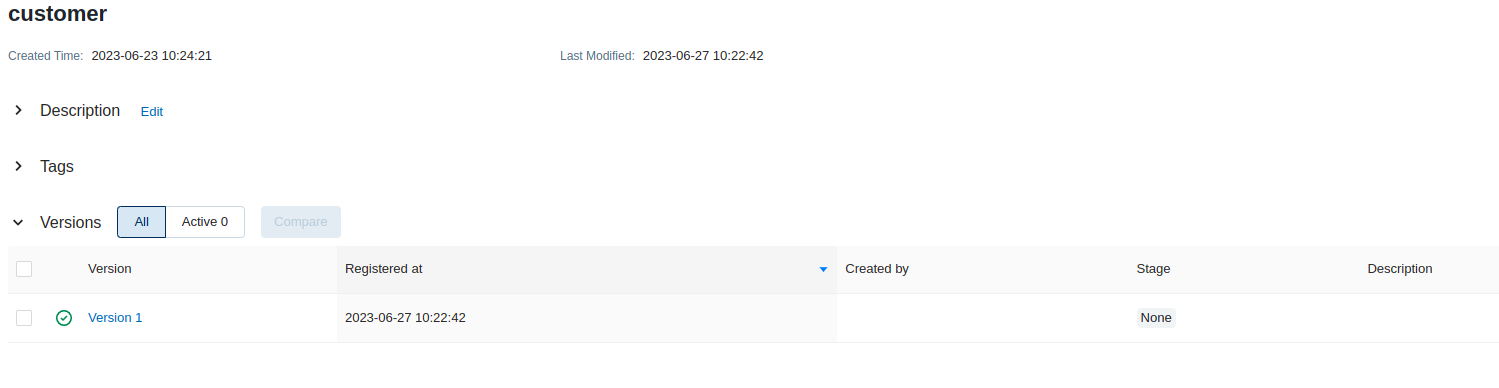 customer
Created Time: 2023-06-23 10:24:21 Last Modified: 2023-06-27 10:22:42
Description Edit
Tags
Versions All Active 0 Compare
Version Registered at Created by Stage Description
Version 1 2023-06-27 10:22:42 None